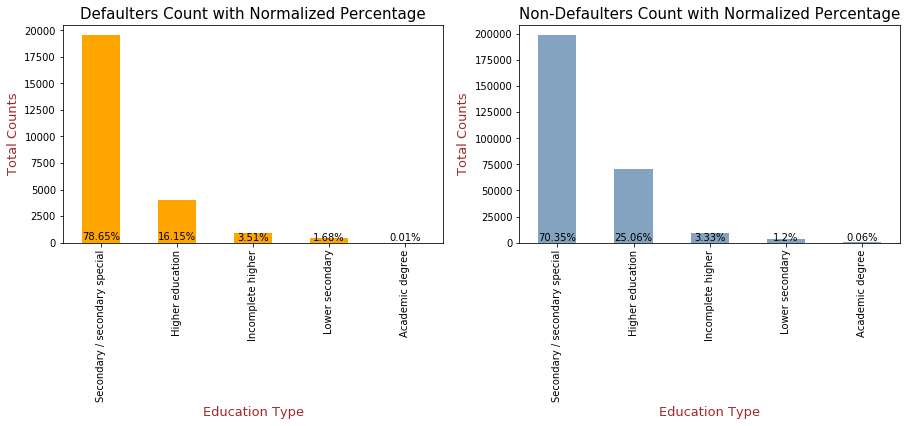 Defaulters Count with Normalized Percentage
Total Counts
20000
17500
15000
12500
10000
7500
5000
2500
0
78.65%
16.15%
3.51%
1.68%
0.01%
Secondary / secondary special
Higher education
Incomplete higher
Lower secondary
Academic degree
Education Type
Non-Defaulters Count with Normalized Percentage
Total Counts
200000
175000
150000
125000
100000
75000
50000
25000
0
70.35%
25.06%
3.33%
1.2%
0.06%
Secondary / secondary special
Higher education
Incomplete higher
Lower secondary
Academic degree
Education Type